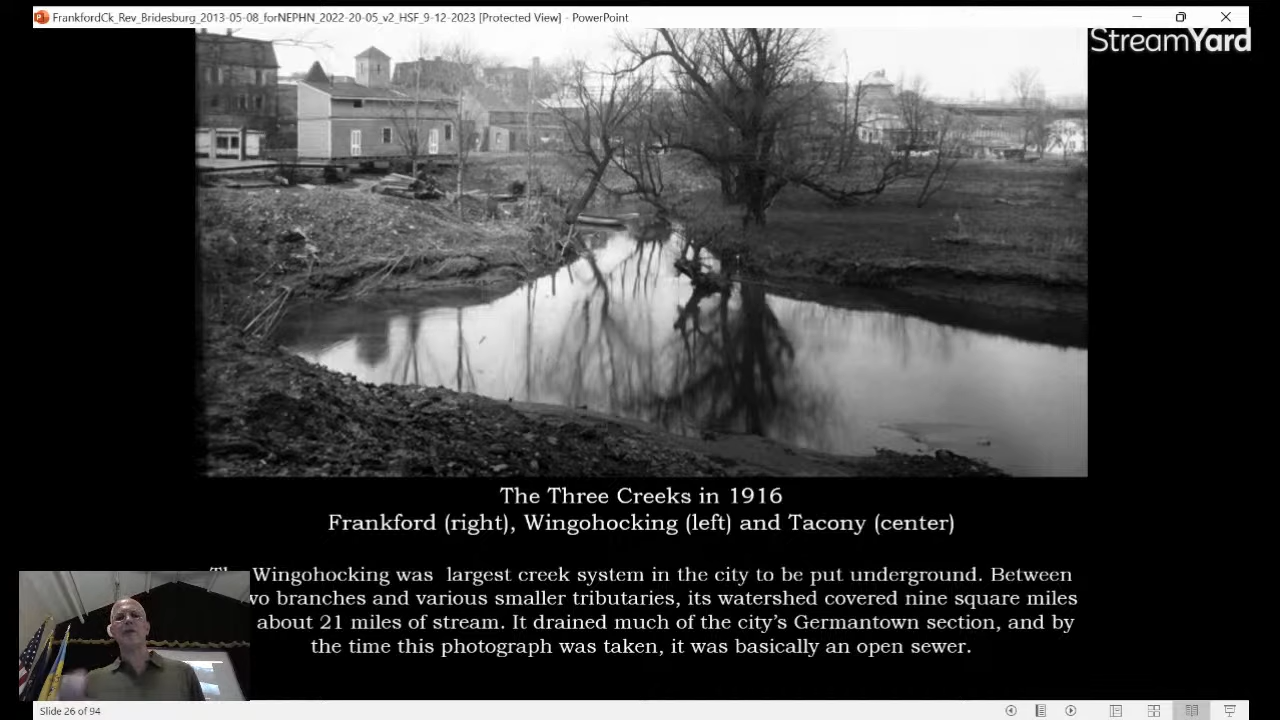 FrankfordCk_Rev_Bridesburg_2013-05-08_forNEPHN_2022-20-05_v2_HSF_9-12-2023 [Protected View] - PowerPoint
StreamYard
The Three Creeks in 1916
Frankford (right), Wingohocking (left) and Tacony (center)
Wingohocking was largest creek system in the city to be put underground. Between
branches and various smaller tributaries, its watershed covered nine square miles
about 21 miles of stream. It drained much of the city's Germantown section, and by
the time this photograph was taken, it was basically an open sewer.
Slide 26 of 94